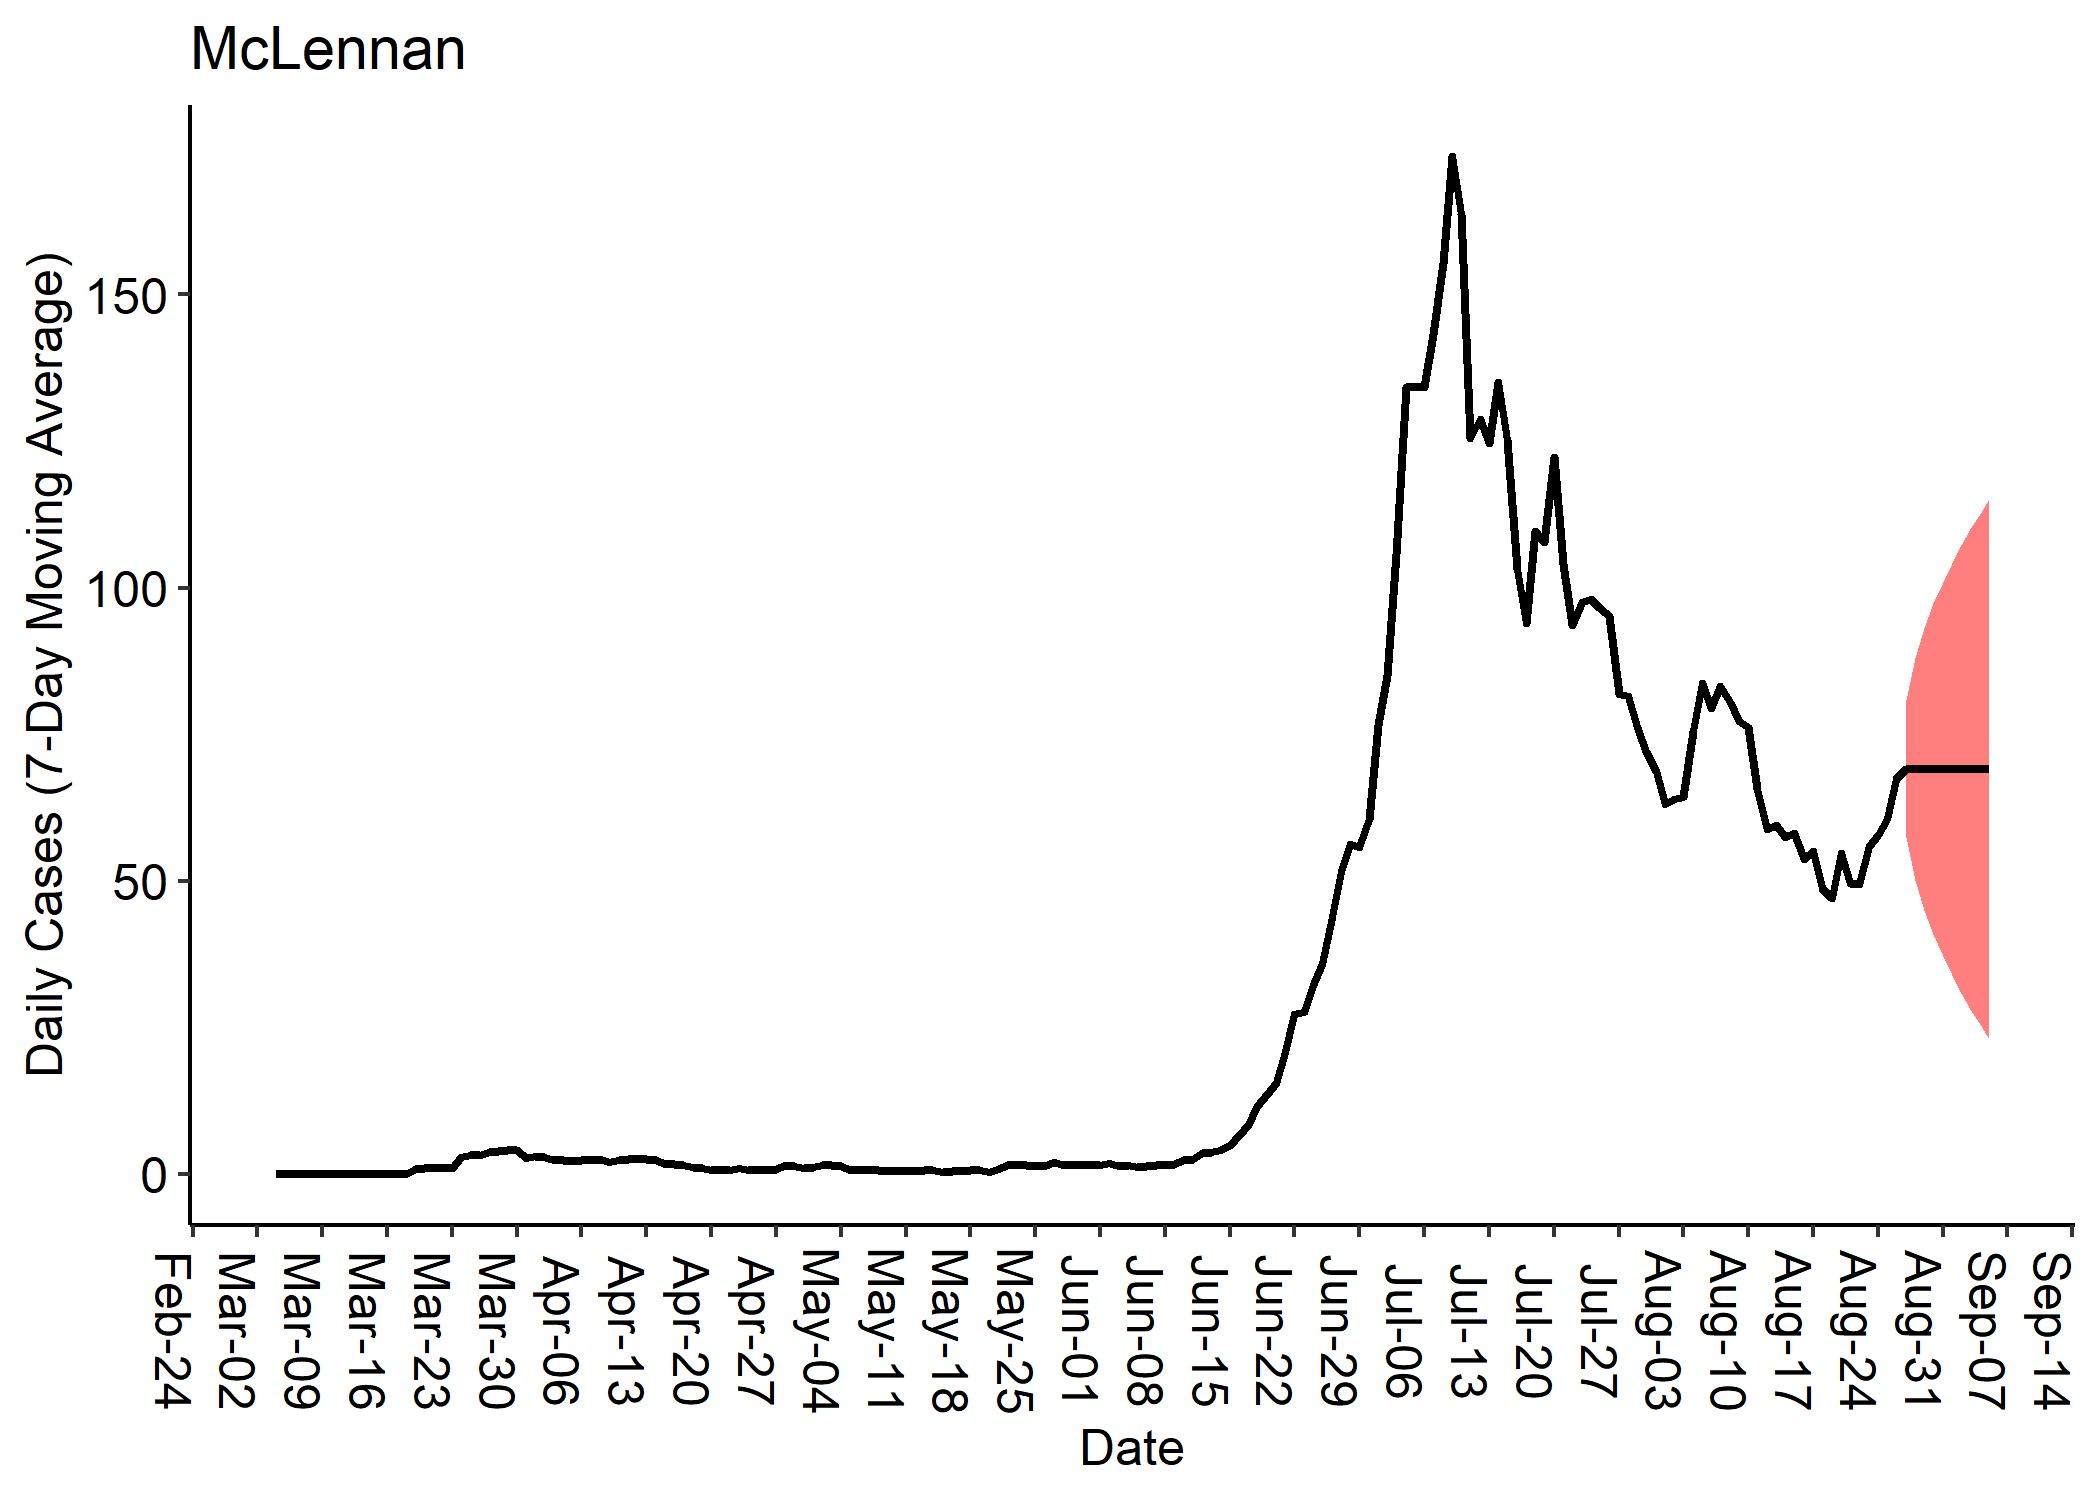 McLennan
Daily Cases (7-Day Moving Average)
150
100
50
0
Feb-24
Mar-02
Mar-09
Mar-16
Mar-23
Mar-30
Apr-06
Apr-13
Apr-20
Apr-27
May-04
May-11
May-18
May-25
Jun-01
Jun-08
Jun-15
Jun-22
Jun-29
Jul-06
Jul-13
Jul-20
Jul-27
Aug-03
Aug-10
Aug-17
Aug-24
Aug-31
Sep-07
Sep-14
Date